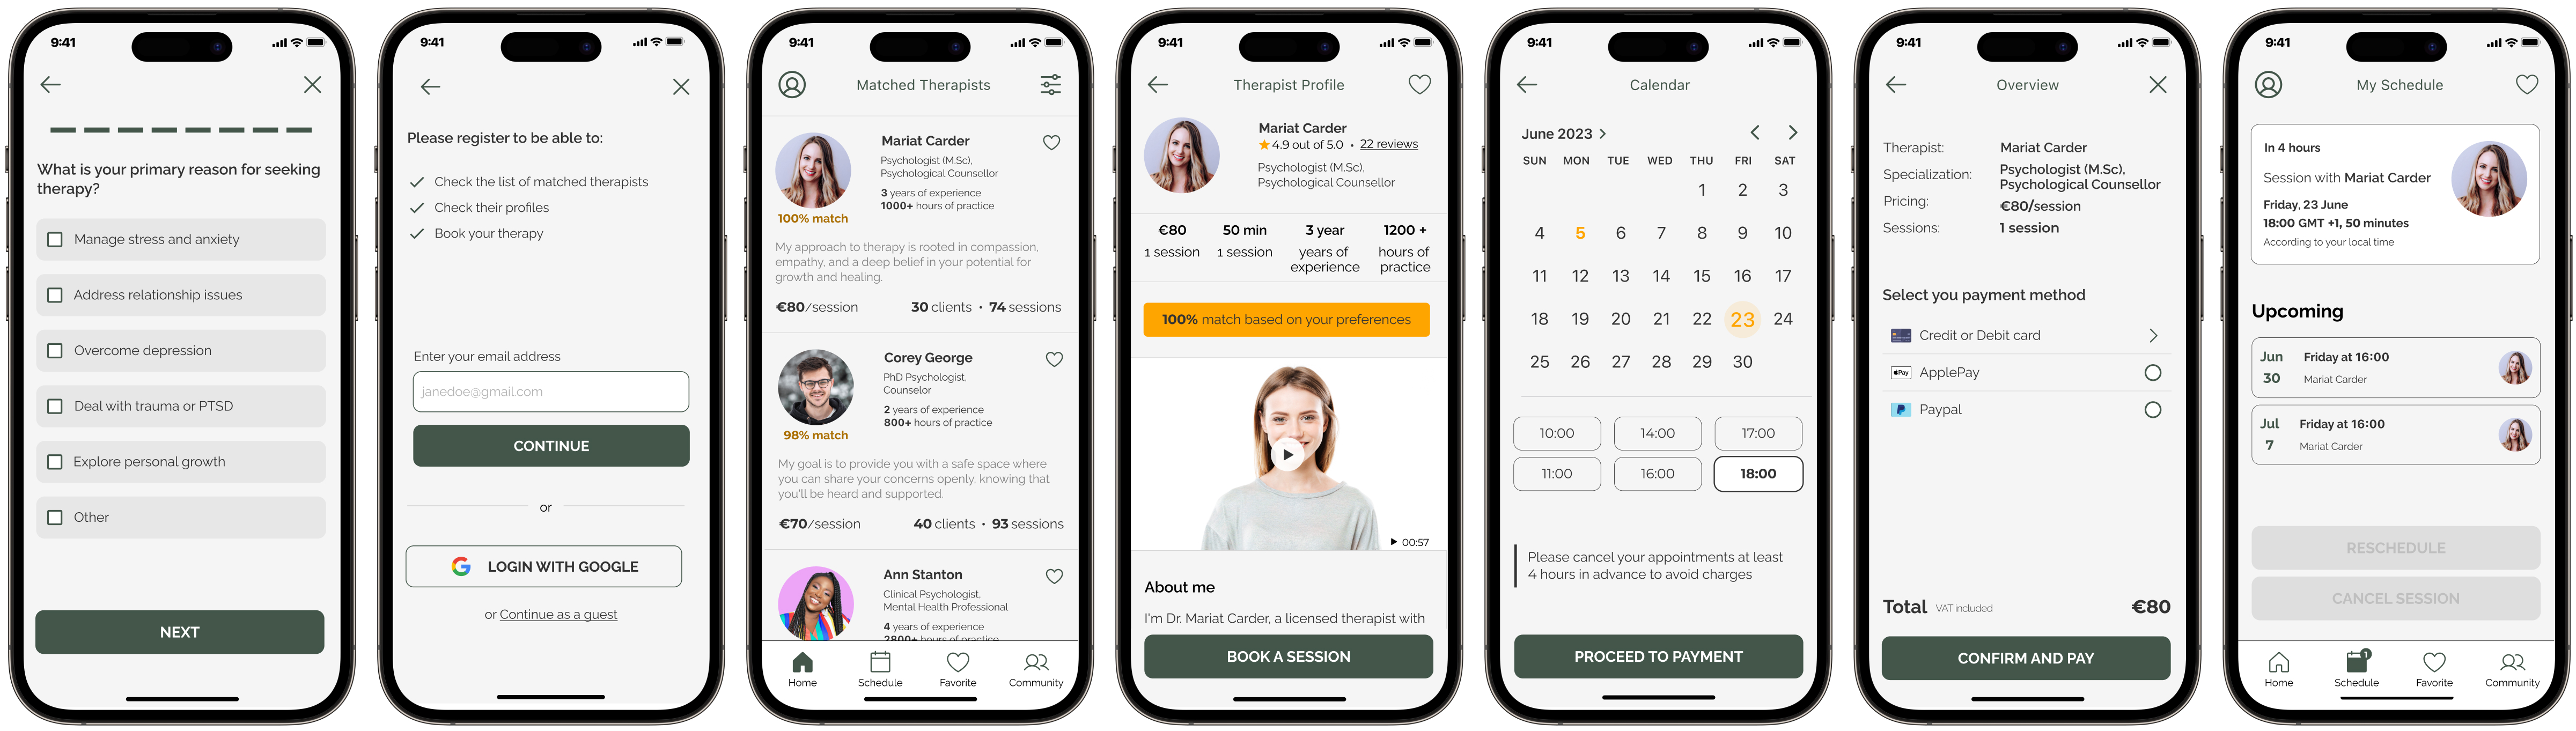 9:41
What is your primary reason for seeking
therapy?
Manage stress and anxiety
Address relationship issues
Overcome depression
Deal with trauma or PTSD
Explore personal growth
Other
NEXT
9:41
Please register to be able to:
Check the list of matched therapists
Check their profiles
Book your therapy
Enter your email address
janedoe@gmail.com
CONTINUE
or
LOGIN WITH GOOGLE
or Continue as a guest
9:41
Matched Therapists
Mariat Carder
Psychologist (M.Sc),
Psychological Counsellor
3 years of experience
1000+ hours of practice
100% match
My approach to therapy is rooted in compassion,
empathy, and a deep belief in your potential for
growth and healing.
€80/session 30 clients • 74 sessions
Corey George
PhD Psychologist,
Counselor
2 years of experience
800+ hours of practice
98% match
My goal is to provide you with a safe space where
you can share your concerns openly, knowing that
you'll be heard and supported.
€70/session 40 clients • 93 sessions
Ann Stanton
Clinical Psychologist,
Mental Health Professional
4 years of experience
2800+ hours of practice
Home Schedule Favorite Community
9:41
Therapist Profile
Mariat Carder
4.9 out of 5.0 • 22 reviews
Psychologist (M.Sc),
Psychological Counsellor
€80 50 min 3 year 1200 +
1 session 1 session years of hours of
experience practice
100% match based on your preferences
00:57
About me
I'm Dr. Mariat Carder, a licensed therapist with
BOOK A SESSION
9:41
Calendar
June 2023
SUN MON TUE WED THU FRI SAT
1 2 3
4 5 6 7 8 9 10
11 12 13 14 15 16 17
18 19 20 21 22 23 24
25 26 27 28 29 30
10:00 14:00 17:00
11:00 16:00 18:00
Please cancel your appointments at least
4 hours in advance to avoid charges
PROCEED TO PAYMENT
9:41
Overview
Therapist: Mariat Carder
Specialization: Psychologist (M.Sc),
Psychological Counsellor
Pricing: €80/session
Sessions: 1 session
Select you payment method
Credit or Debit card
Pay ApplePay
Paypal
Total VAT included €80
CONFIRM AND PAY
9:41
My Schedule
In 4 hours
Session with Mariat Carder
Friday, 23 June
18:00 GMT +1, 50 minutes
According to your local time
Upcoming
Jun Friday at 16:00
30 Mariat Carder
Jul Friday at 16:00
7 Mariat Carder
RESCHEDULE
CANCEL SESSION
1
Home Schedule Favorite Community